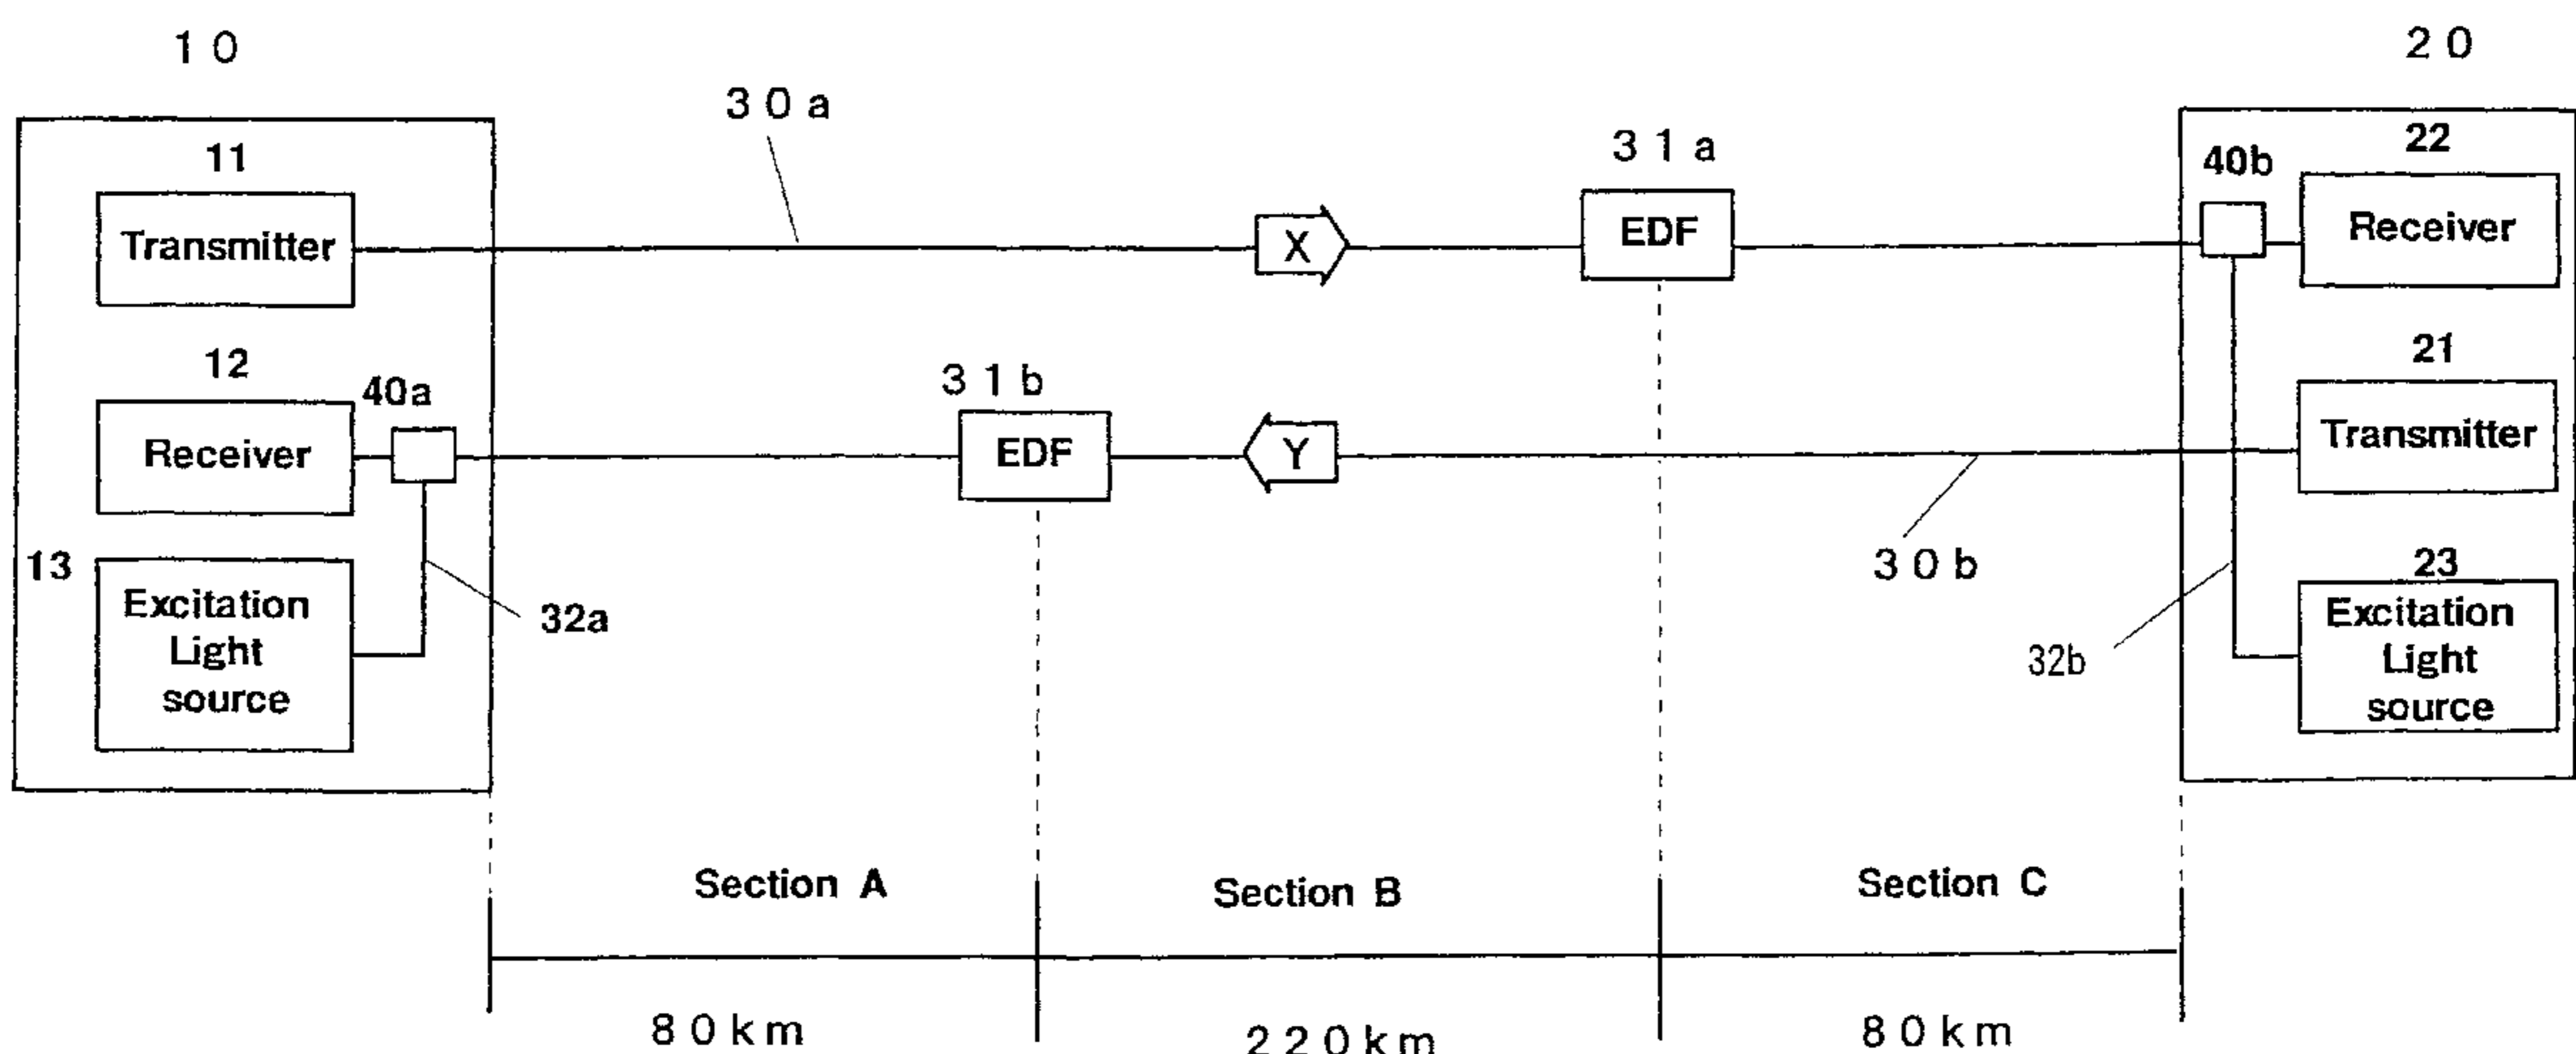 10
20
30a
31a
40b
22
11
Transmitter
X
EDF
Receiver
12
40a
31b
21
Receiver
EDF
Y
Transmitter
13
Excitation
Light
source
32a
30b
32b
23
Excitation
Light
source
Section A
Section B
Section C
80km
220km
80km